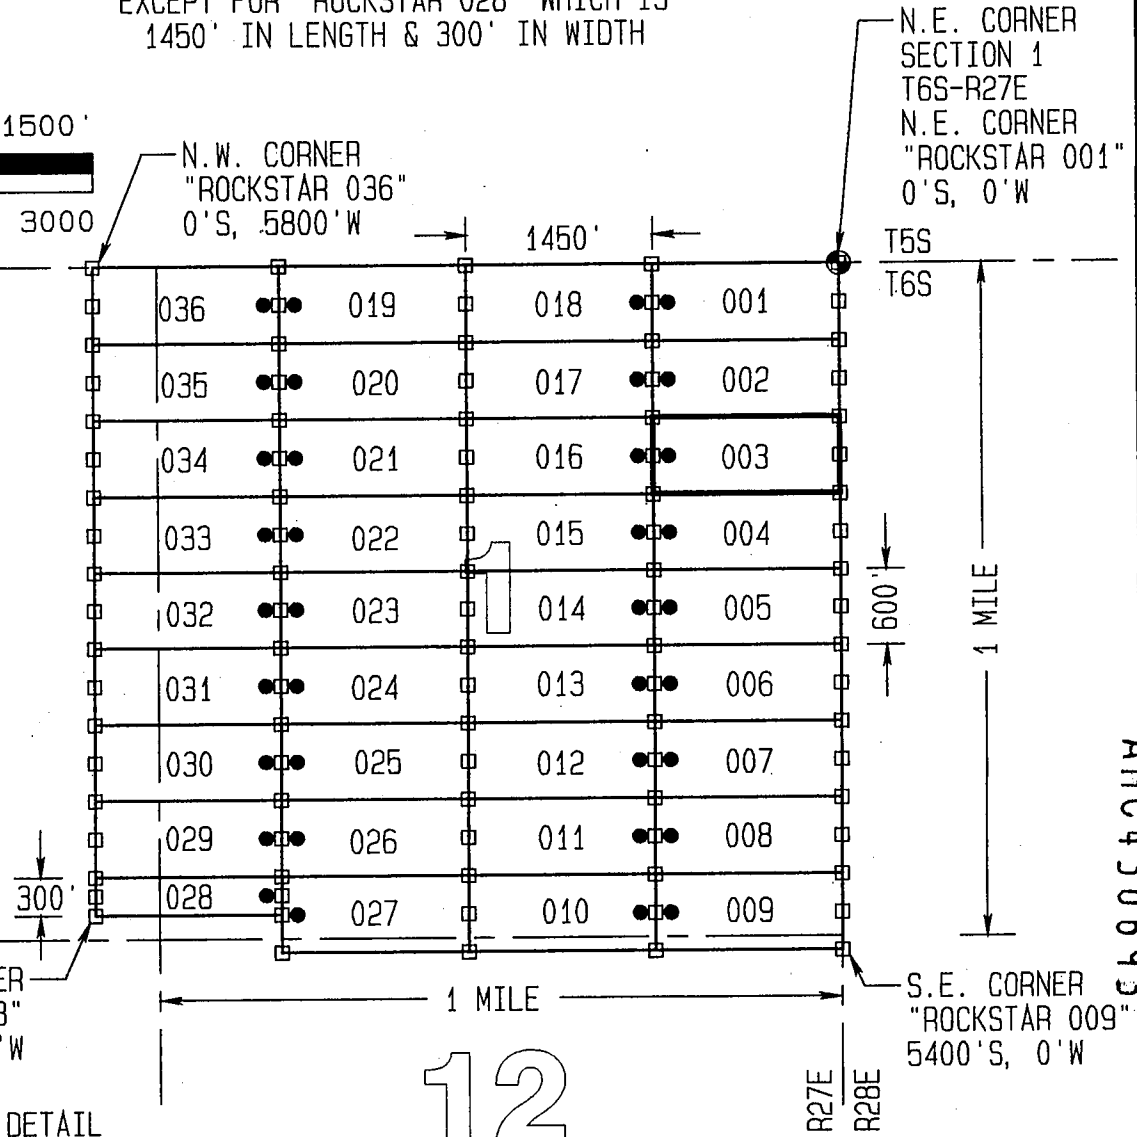 EXCEPT FOR "ROCKSTAR 028" WHICH IS
1450' IN LENGTH & 300' IN WIDTH
N.E. CORNER
SECTION 1
T6S-R27E
N.E. CORNER
"ROCKSTAR 001"
0'S, 0'W
1500'
3000
N.W. CORNER
"ROCKSTAR 036"
0'S, 5800'W
1450'
T5S
T6S
036 019 018 001
035 020 017 002
034 021 016 003
033 022 015 004
1
032 023 014 005
600'
1 MILE
031 024 013 006
030 025 012 007
029 026 011 008
300'
028 027 010 009
ER
8"
'W
1 MILE
S.E. CORNER
"ROCKSTAR 009"
5400'S, 0'W
12
R27E
R28E
DETAIL